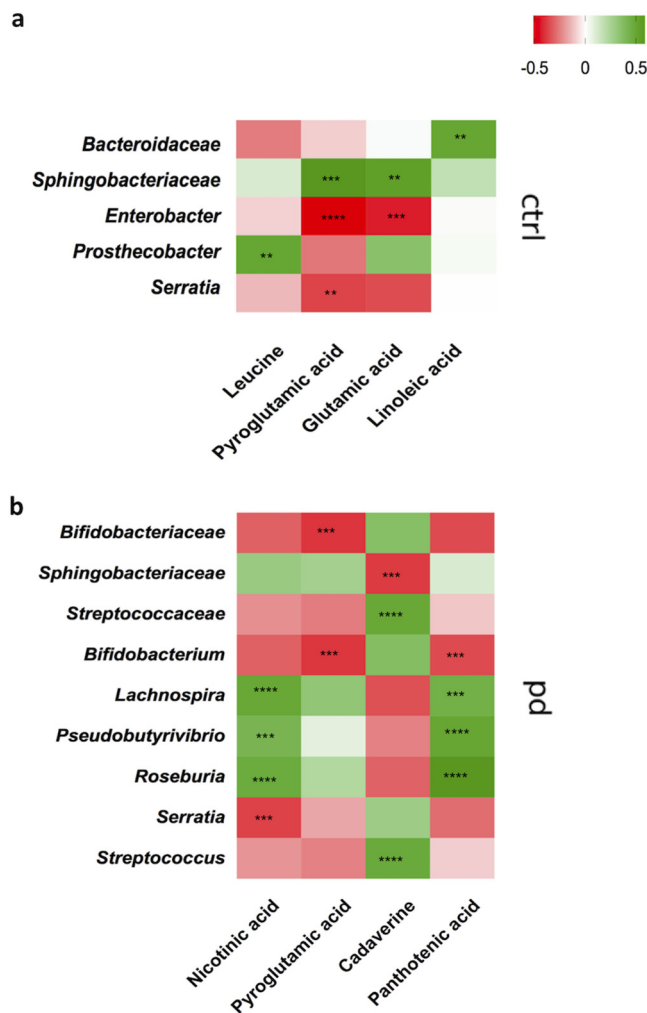 a
-0.5 0 0.5
Bacteroidaceae **
Sphingobacteriaceae *** **
Enterobacter **** ***
Prosthecobacter **
Serratia **
ctrl
Leucine
Pyroglutamic acid
Glutamic acid
Linoleic acid
b
Bifidobacteriaceae ***
Sphingobacteriaceae ***
Streptococcaceae ****
Bifidobacterium *** ***
Lachnospira **** ***
Pseudobutyrivibrio *** ****
Roseburia **** ****
Serratia ***
Streptococcus ****
pd
Nicotinic acid
Pyroglutamic acid
Cadaverine
Panthotenic acid